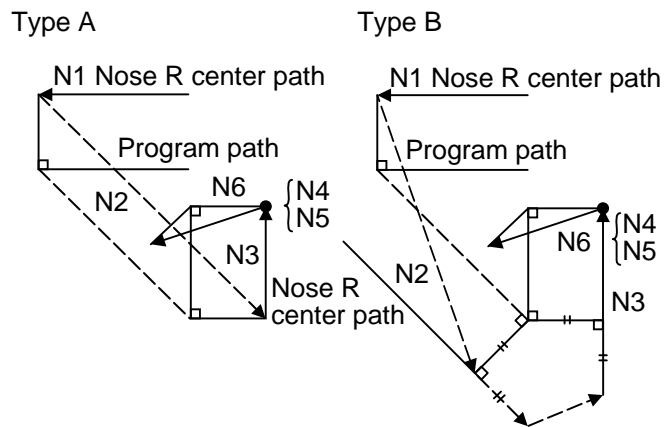 Type A
N1 Nose R center path
Program path
N2
N6
N4
N5
N3
Nose R
center path
Type B
N1 Nose R center path
Program path
N4
N5
N6
N2
N3